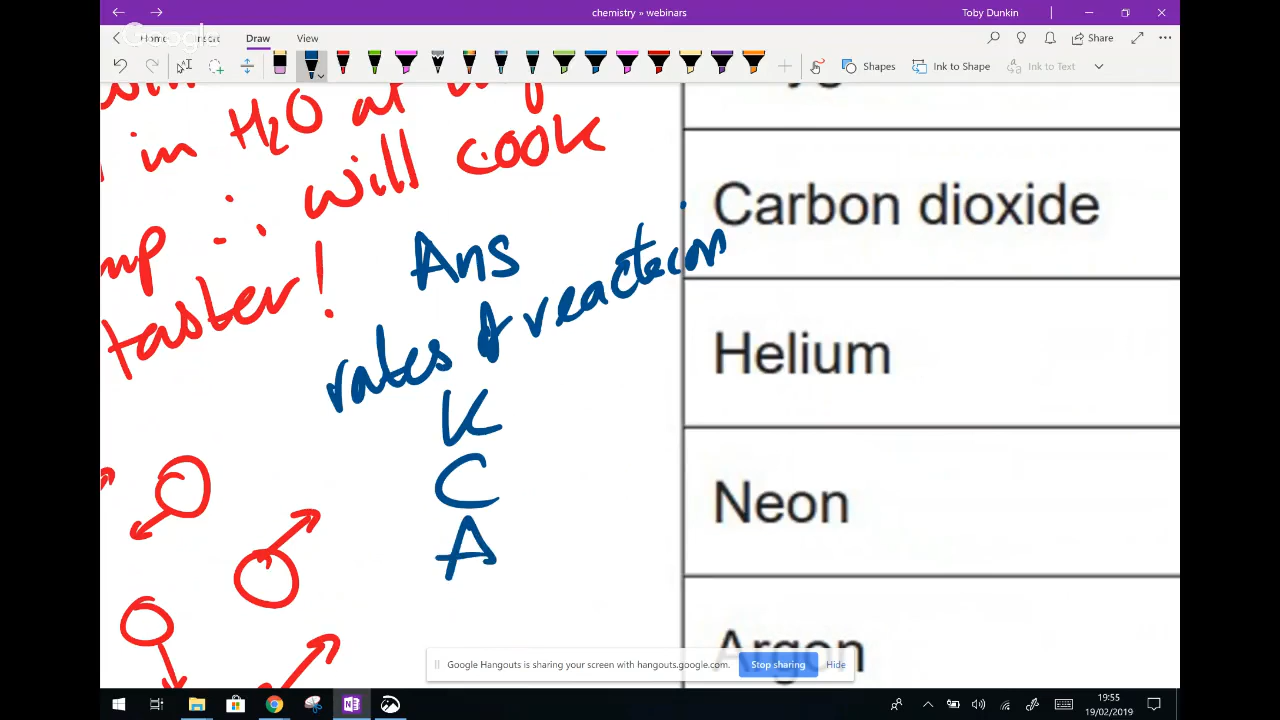 chemistry » webinars
Toby Dunkin
Google
Home
Insert
Draw
View
Share
Shapes
Ink to Shape
Ink to Text
in H2O at
will cook
faster!
Ans
rates of reaction
K
C
A
Carbon dioxide
Helium
Neon
Argon
Google Hangouts is sharing your screen with hangouts.google.com.
Stop sharing
Hide
19:55
19/02/2019